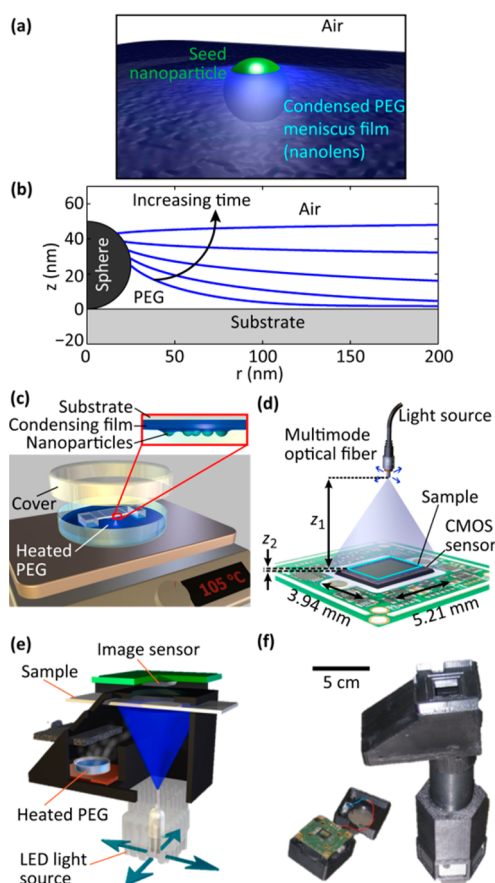 (a)
Air
Seed
nanoparticle
Condensed PEG
meniscus film
(nanolens)
(b)
60
40
20
0
−20
z (nm)
Increasing time
Air
Sphere
PEG
Substrate
0
50
100
150
200
r (nm)
(c)
Substrate
Condensing film
Nanoparticles
Cover
Heated
PEG
105 °C
(d)
Light source
Multimode
optical fiber
z1
Sample
CMOS
sensor
z2
3.94 mm
5.21 mm
(e)
Image sensor
Sample
Heated PEG
LED light
source
(f)
5 cm